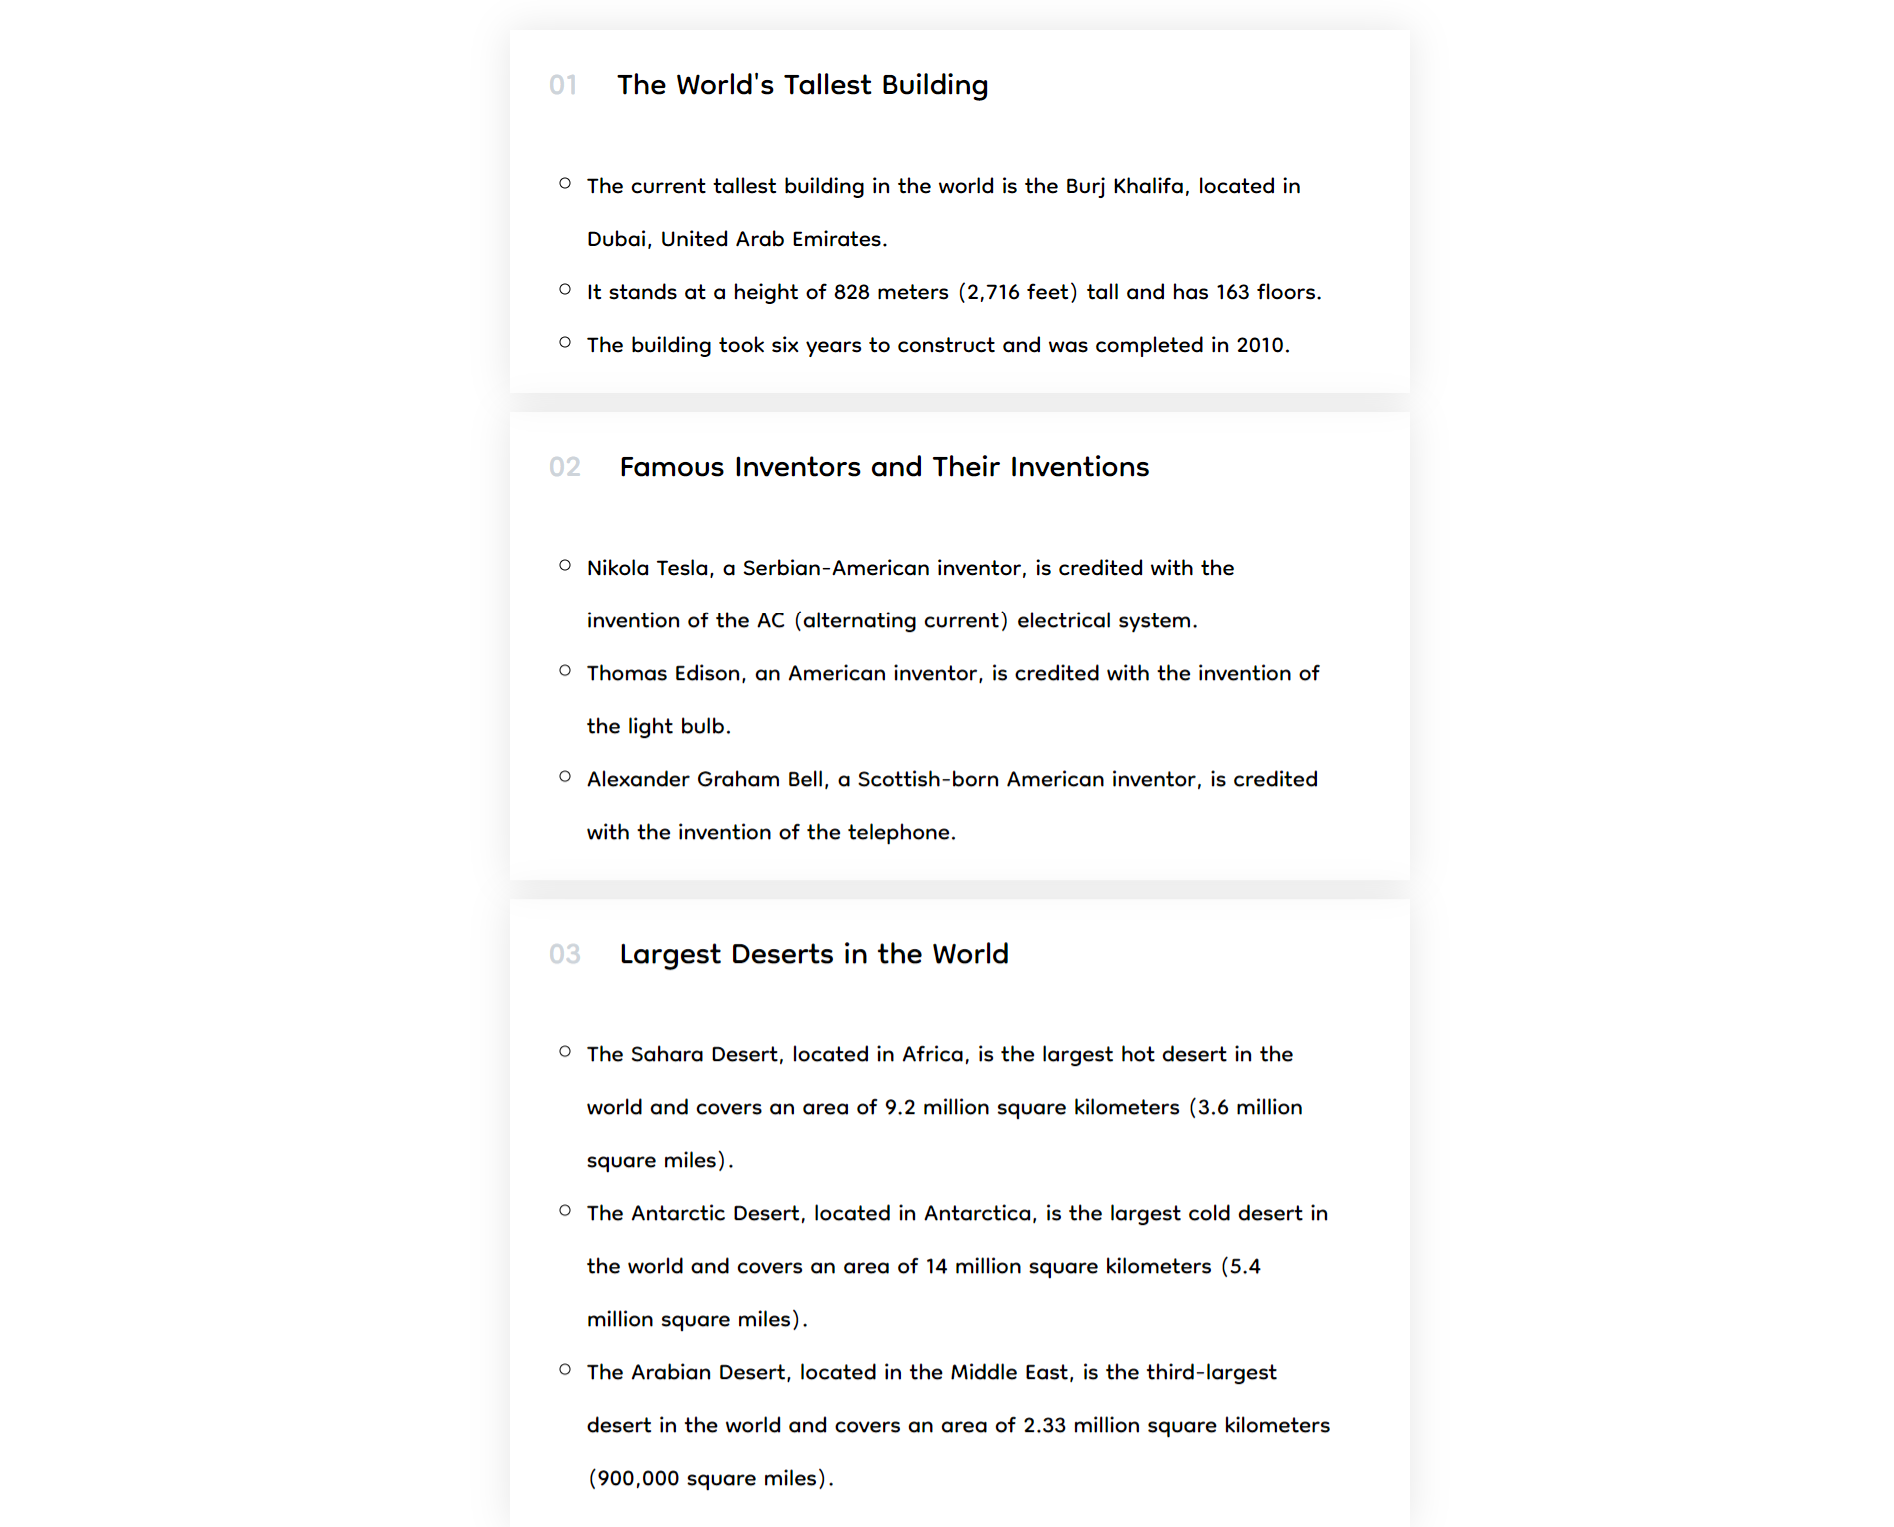 01 The World's Tallest Building
The current tallest building in the world is the Burj Khalifa, located in
Dubai, United Arab Emirates.
It stands at a height of 828 meters (2,716 feet) tall and has 163 floors.
The building took six years to construct and was completed in 2010.
02 Famous Inventors and Their Inventions
Nikola Tesla, a Serbian-American inventor, is credited with the
invention of the AC (alternating current) electrical system.
Thomas Edison, an American inventor, is credited with the invention of
the light bulb.
Alexander Graham Bell, a Scottish-born American inventor, is credited
with the invention of the telephone.
03 Largest Deserts in the World
The Sahara Desert, located in Africa, is the largest hot desert in the
world and covers an area of 9.2 million square kilometers (3.6 million
square miles).
The Antarctic Desert, located in Antarctica, is the largest cold desert in
the world and covers an area of 14 million square kilometers (5.4
million square miles).
The Arabian Desert, located in the Middle East, is the third-largest
desert in the world and covers an area of 2.33 million square kilometers
(900,000 square miles).